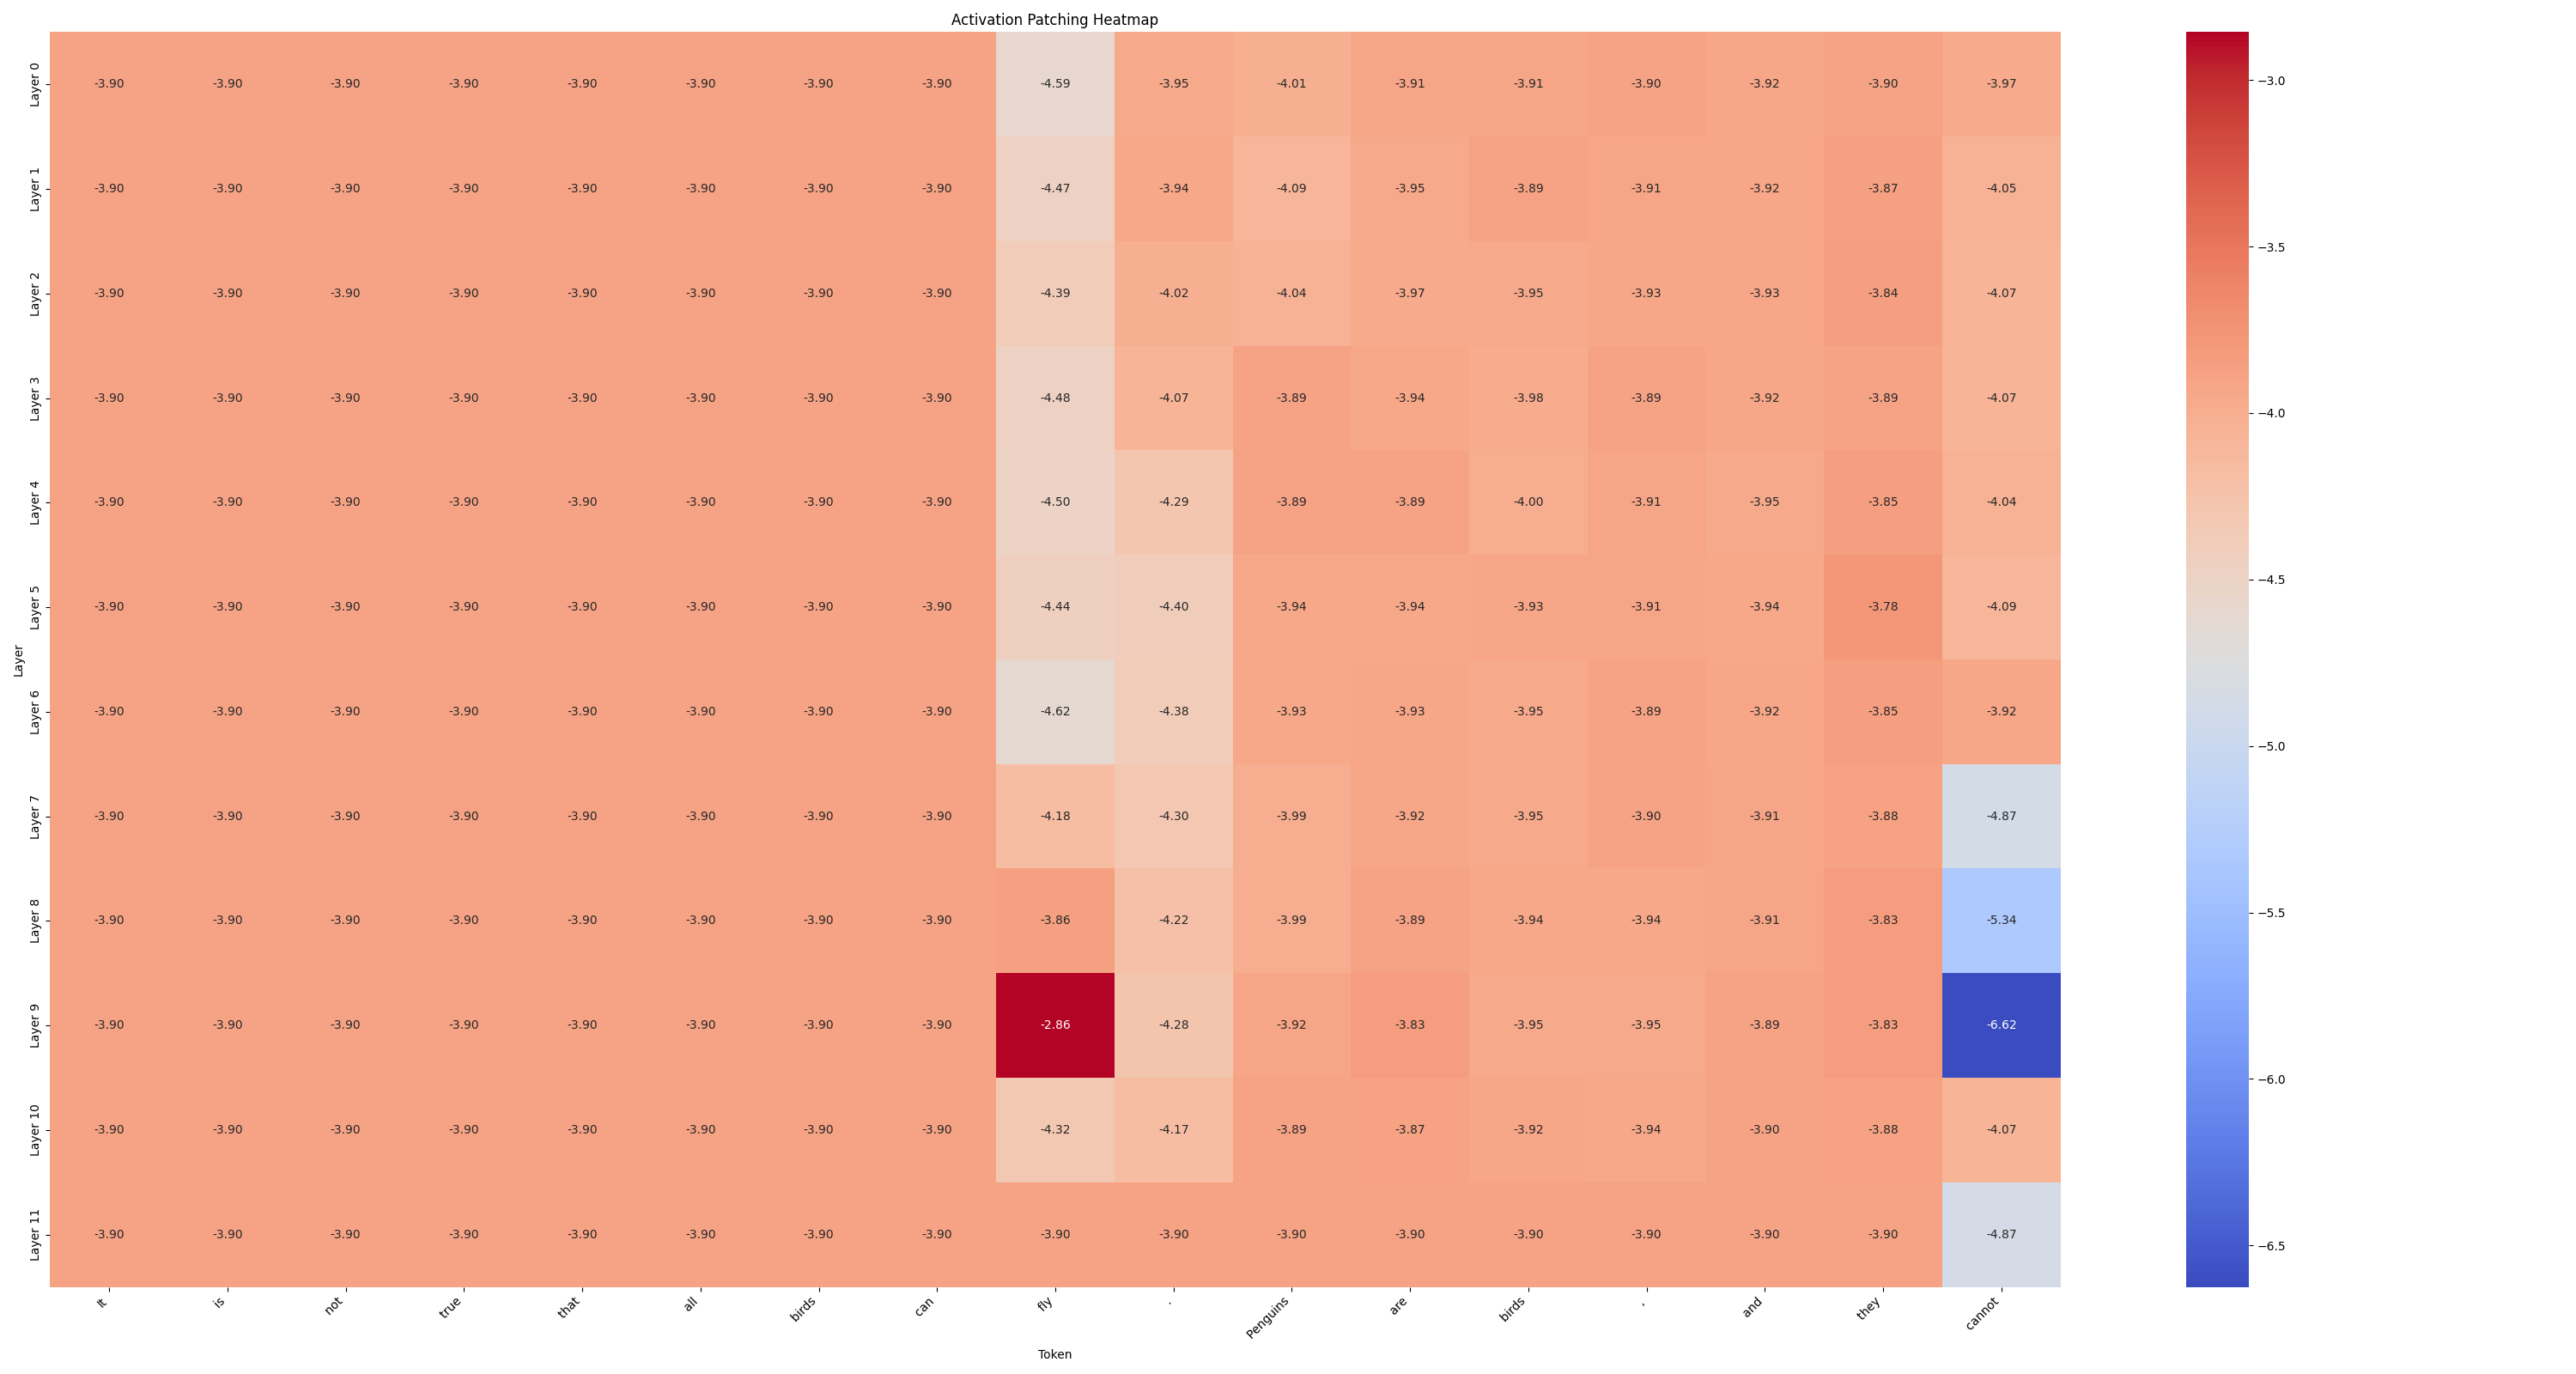 Activation Patching Heatmap
Layer 0 -3.90 -3.90 -3.90 -3.90 -3.90 -3.90 -3.90 -3.90 -4.59 -3.95 -4.01 -3.91 -3.91 -3.90 -3.92 -3.90 -3.97
Layer 1 -3.90 -3.90 -3.90 -3.90 -3.90 -3.90 -3.90 -3.90 -4.47 -3.94 -4.09 -3.95 -3.89 -3.91 -3.92 -3.87 -4.05
Layer 2 -3.90 -3.90 -3.90 -3.90 -3.90 -3.90 -3.90 -3.90 -4.39 -4.02 -4.04 -3.97 -3.95 -3.93 -3.93 -3.84 -4.07
Layer 3 -3.90 -3.90 -3.90 -3.90 -3.90 -3.90 -3.90 -3.90 -4.48 -4.07 -3.89 -3.94 -3.98 -3.89 -3.92 -3.89 -4.07
Layer 4 -3.90 -3.90 -3.90 -3.90 -3.90 -3.90 -3.90 -3.90 -4.50 -4.29 -3.89 -3.89 -4.00 -3.91 -3.95 -3.85 -4.04
Layer 5 -3.90 -3.90 -3.90 -3.90 -3.90 -3.90 -3.90 -3.90 -4.44 -4.40 -3.94 -3.94 -3.93 -3.91 -3.94 -3.78 -4.09
Layer 6 -3.90 -3.90 -3.90 -3.90 -3.90 -3.90 -3.90 -3.90 -4.62 -4.38 -3.93 -3.93 -3.95 -3.89 -3.92 -3.85 -3.92
Layer 7 -3.90 -3.90 -3.90 -3.90 -3.90 -3.90 -3.90 -3.90 -4.18 -4.30 -3.99 -3.92 -3.95 -3.90 -3.91 -3.88 -4.87
Layer 8 -3.90 -3.90 -3.90 -3.90 -3.90 -3.90 -3.90 -3.90 -3.86 -4.22 -3.99 -3.89 -3.94 -3.94 -3.91 -3.83 -5.34
Layer 9 -3.90 -3.90 -3.90 -3.90 -3.90 -3.90 -3.90 -3.90 -2.86 -4.28 -3.92 -3.83 -3.95 -3.95 -3.89 -3.83 -6.62
Layer 10 -3.90 -3.90 -3.90 -3.90 -3.90 -3.90 -3.90 -3.90 -4.32 -4.17 -3.89 -3.87 -3.92 -3.94 -3.90 -3.88 -4.07
Layer 11 -3.90 -3.90 -3.90 -3.90 -3.90 -3.90 -3.90 -3.90 -3.90 -3.90 -3.90 -3.90 -3.90 -3.90 -3.90 -3.90 -4.87
Layer
It is not true that all birds can fly . Penguins are birds , and they cannot
Token
−3.0
−3.5
−4.0
−4.5
−5.0
−5.5
−6.0
−6.5